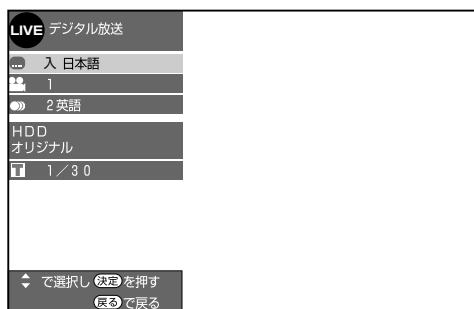 LIVE デジタル放送
入 日本語
1
2 英語
HDD
オリジナル
T 1／30
で選択し 決定 を押す
戻る で戻る